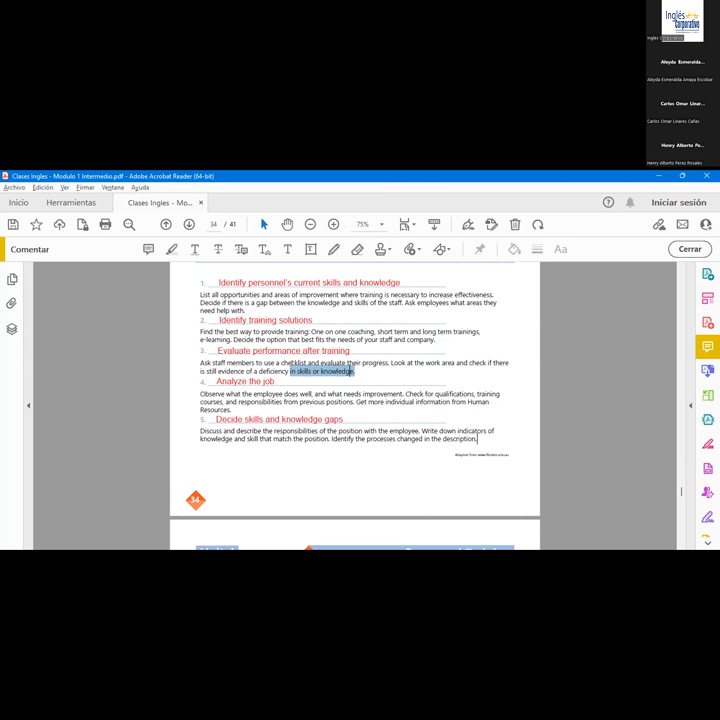 Inglés
Corporativo
Ingles Corporativo
Aleyda Esmeralda...
Aleyda Esmeralda Amaya Escobar
Carlos Omar Linar...
Carlos Omar Linares Cañas
Henry Alberto Pe...
Henry Alberto Perez Rosales
Clases Ingles - Modulo 1 Intermedio.pdf - Adobe Acrobat Reader (64-bit)
Archivo Edición Ver Firmar Ventana Ayuda
Inicio Herramientas Clases Ingles - Mo... Iniciar sesión
34 / 41 75%
Comentar Cerrar
1. Identify personnel's current skills and knowledge
List all opportunities and areas of improvement where training is necessary to increase effectiveness.
Decide if there is a gap between the knowledge and skills of the staff. Ask employees what areas they
need help with.
2. Identify training solutions
Find the best way to provide training: One on one coaching, short term and long term trainings,
e-learning. Decide the option that best fits the needs of your staff and company.
3. Evaluate performance after training
Ask staff members to use a checklist and evaluate their progress. Look at the work area and check if there
is still evidence of a deficiency in skills or knowledge.
4. Analyze the job
Observe what the employee does well, and what needs improvement. Check for qualifications, training
courses, and responsibilities from previous positions. Get more individual information from Human
Resources.
5. Decide skills and knowledge gaps
Discuss and describe the responsibilities of the position with the employee. Write down indicators of
knowledge and skill that match the position. Identify the processes changed in the description.
34